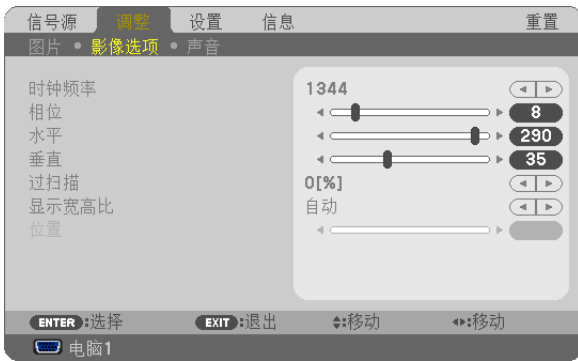 信号源 调整 设置 信息 重置
图片 • 影像选项 • 声音
时钟频率 1344
相位 8
水平 290
垂直 35
过扫描 0[%]
显示宽高比 自动
位置
ENTER :选择 EXIT :退出 :移动 :移动
电脑1